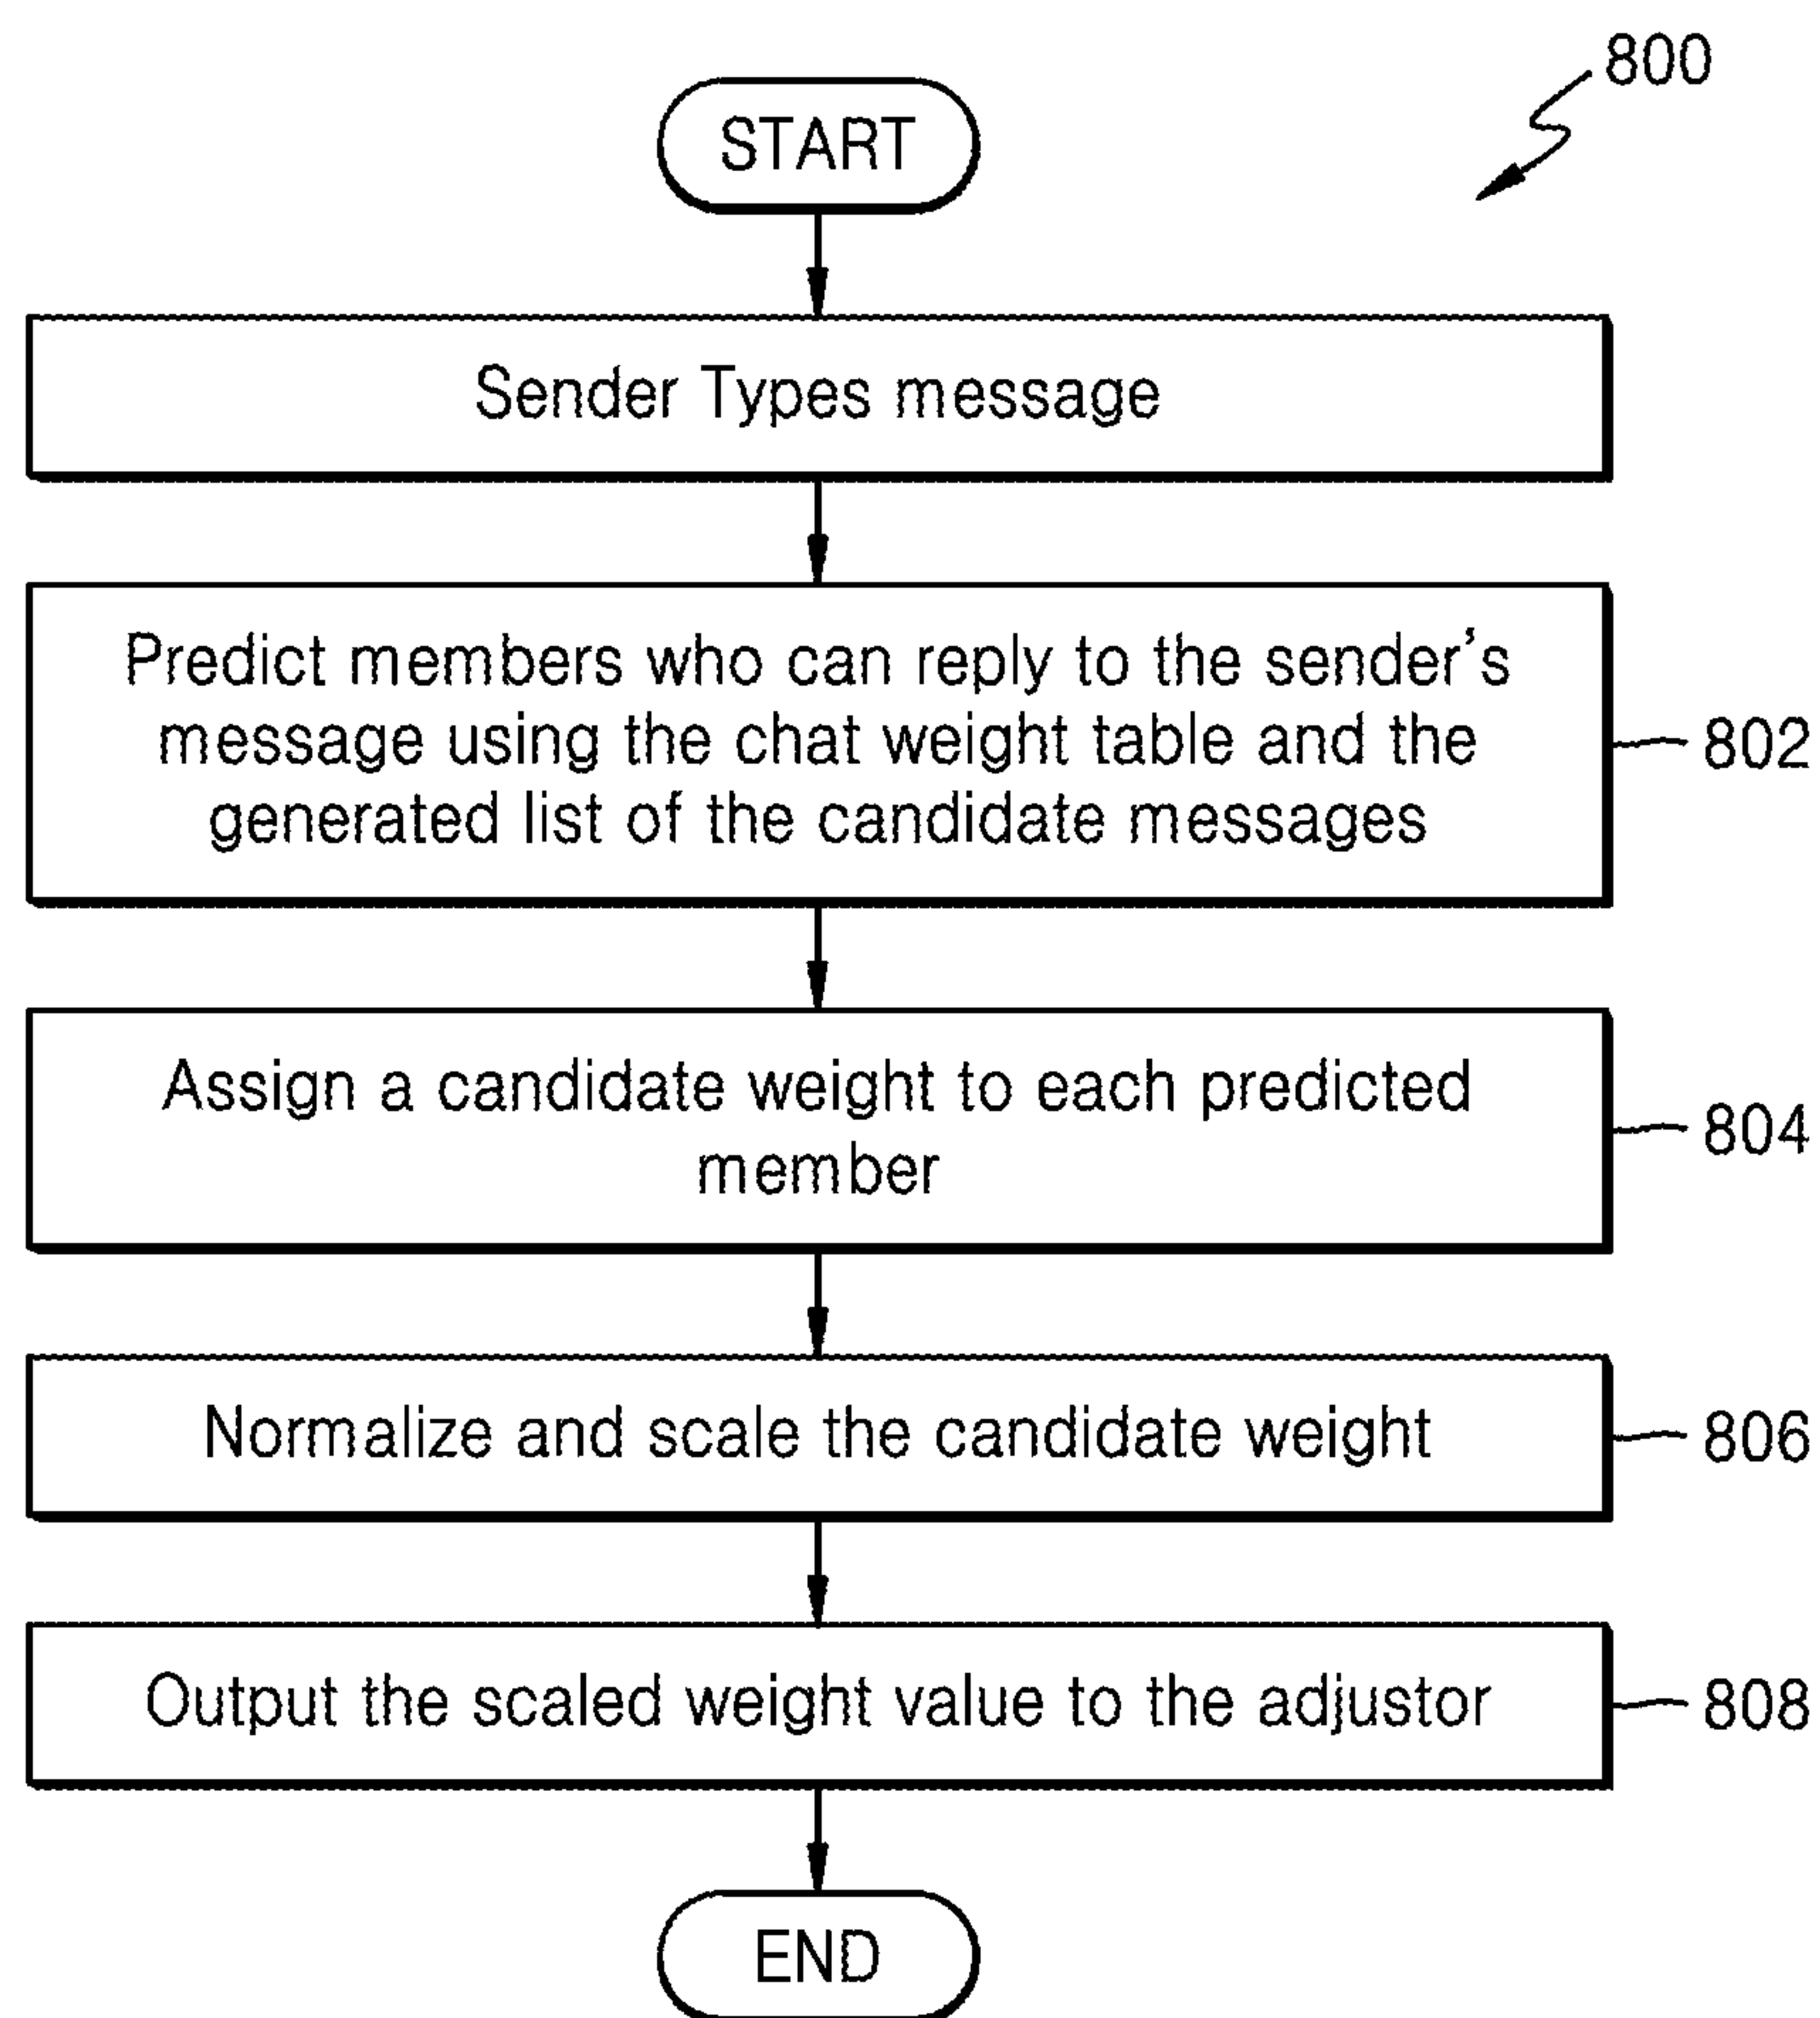 800
START
Sender Types message
Predict members who can reply to the sender's
message using the chat weight table and the
generated list of the candidate messages
802
Assign a candidate weight to each predicted
member
804
Normalize and scale the candidate weight
806
Output the scaled weight value to the adjustor
808
END